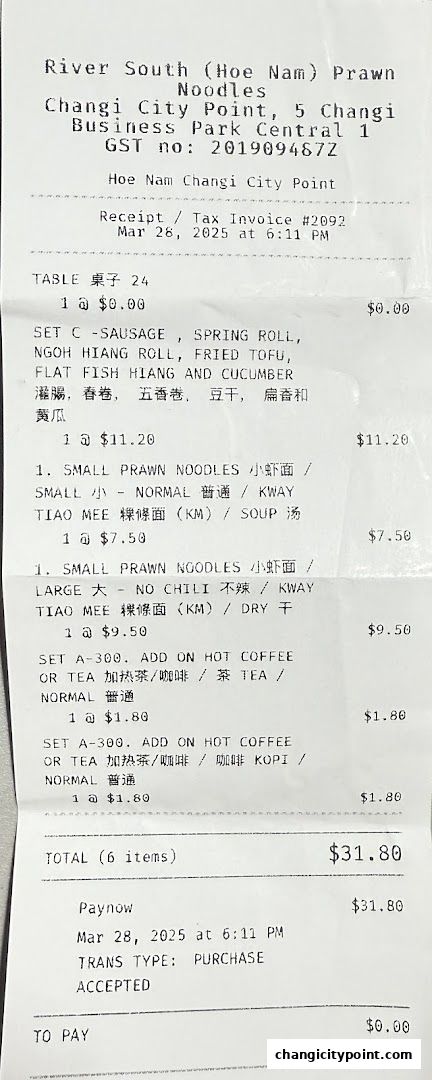 River South (Hoe Nam) Prawn
Noodles
Changi City Point, 5 Changi
Business Park Central 1
GST no: 201909487Z
Hoe Nam Changi City Point
Receipt / Tax Invoice #2092
Mar 28, 2025 at 6:11 PM
TABLE 桌子 24
1 @ $0.00 $0.00
SET C -SAUSAGE , SPRING ROLL,
NGOH HIANG ROLL, FRIED TOFU,
FLAT FISH HIANG AND CUCUMBER
灌腸, 春卷, 五香卷, 豆干, 扁香和
黄瓜
1 @ $11.20 $11.20
1. SMALL PRAWN NOODLES 小虾面 /
SMALL 小 - NORMAL 普通 / KWAY
TIAO MEE 粿條面 (KM) / SOUP 汤
1 @ $7.50 $7.50
1. SMALL PRAWN NOODLES 小虾面 /
LARGE 大 - NO CHILI 不辣 / KWAY
TIAO MEE 粿條面 (KM) / DRY 干
1 @ $9.50 $9.50
SET A-300. ADD ON HOT COFFEE
OR TEA 加热茶/咖啡 / 茶 TEA /
NORMAL 普通
1 @ $1.80 $1.80
SET A-300. ADD ON HOT COFFEE
OR TEA 加热茶/咖啡 / 咖啡 KOPI /
NORMAL 普通
1 @ $1.80 $1.80
TOTAL (6 items) $31.80
Paynow $31.80
Mar 28, 2025 at 6:11 PM
TRANS TYPE: PURCHASE
ACCEPTED
TO PAY $0.00
changicitypoint.com